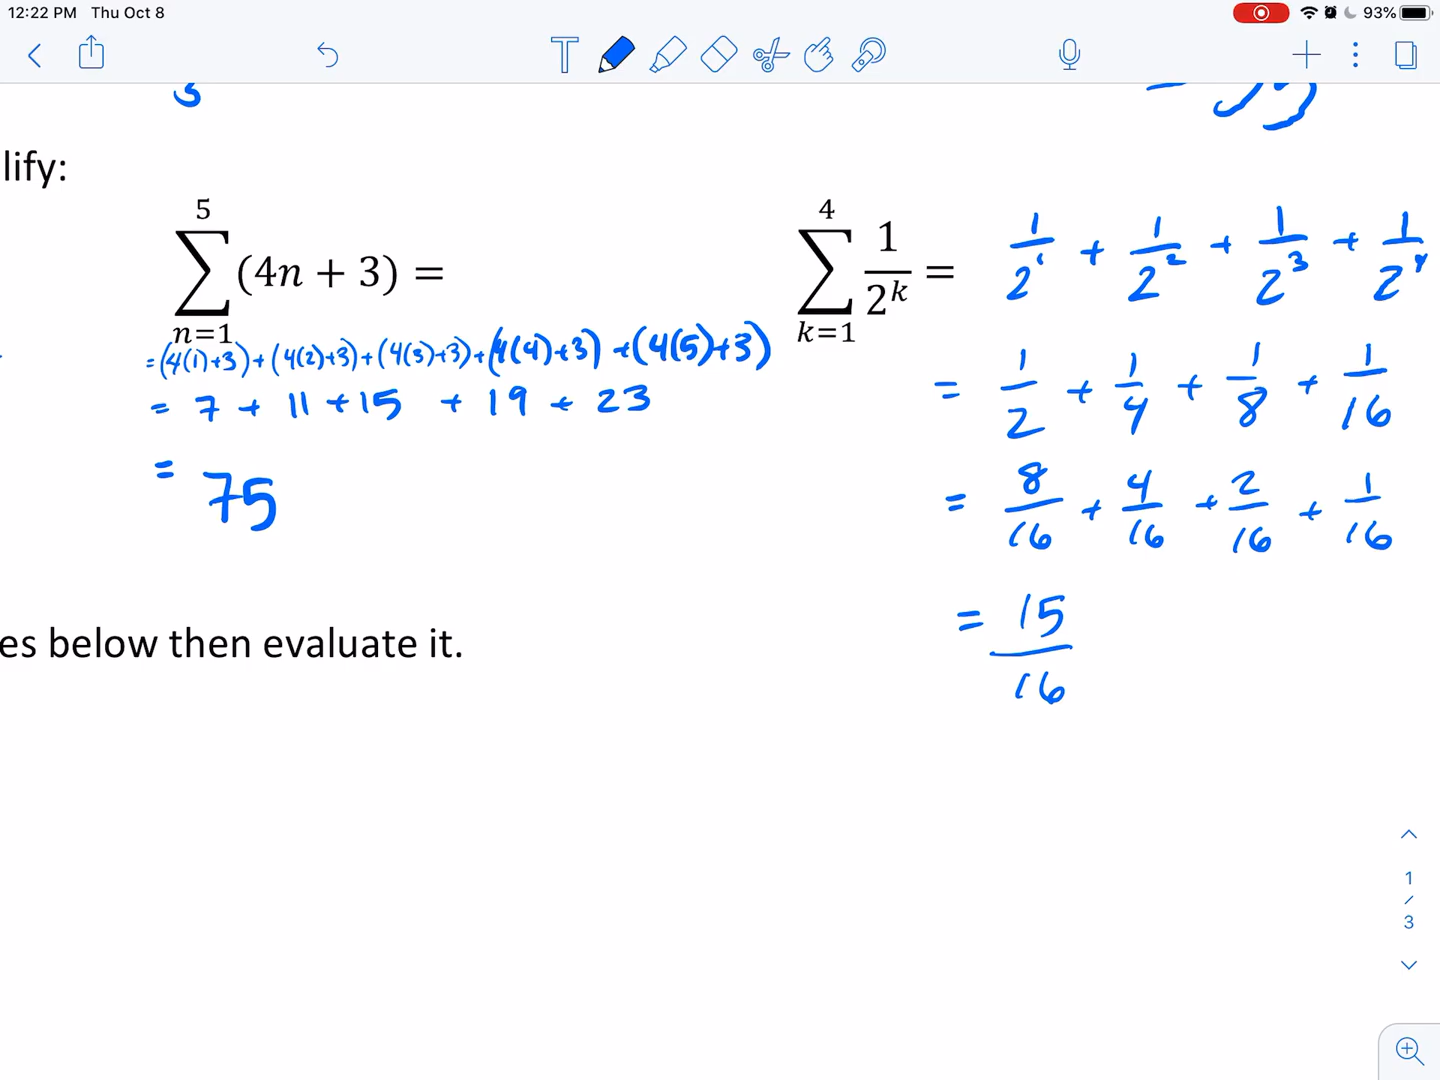 12:22 PM Thu Oct 8 93%
T
lify:
5
∑ (4n + 3) =
n=1
= (4(1)+3) + (4(2)+3) + (4(3)+3) + (4(4)+3) + (4(5)+3)
= 7 + 11 + 15 + 19 + 23
= 75
4
∑ 1/2^k = 1/2^1 + 1/2^2 + 1/2^3 + 1/2^4
k=1
= 1/2 + 1/4 + 1/8 + 1/16
= 8/16 + 4/16 + 2/16 + 1/16
= 15/16
es below then evaluate it.
1
/
3